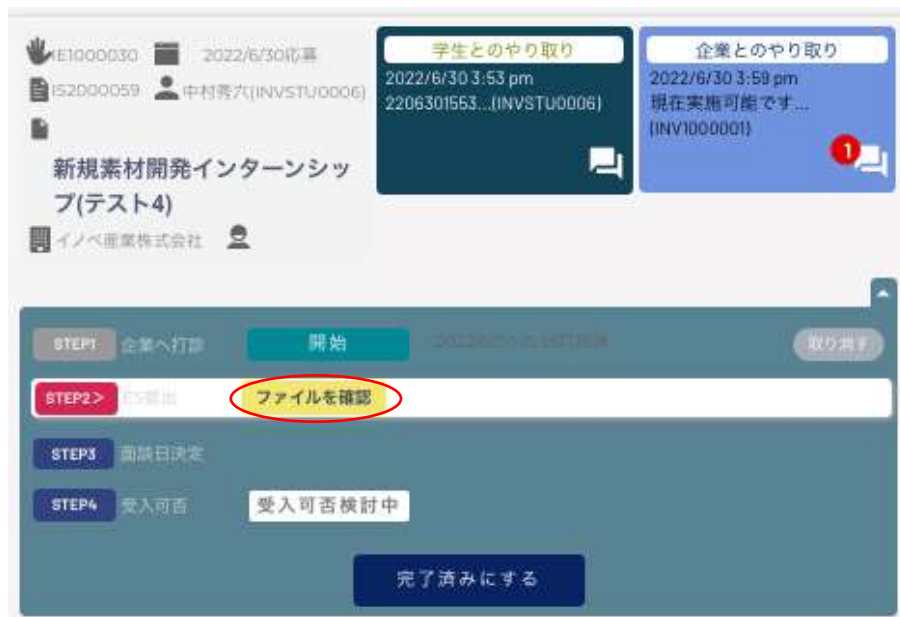 IE1000030 2022/6/30応募
IS2000059 中村秀六(INVSTU0006)
新規素材開発インターンシッ
プ(テスト4)
イノベ産業株式会社
学生とのやり取り
2022/6/30 3:53 pm
2206301553...(INVSTU0006)
企業とのやり取り
2022/6/30 3:59 pm
現在実施可能です...
(INV1000001)
1
STEP1 企業へ打診 開始 取り消す
STEP2> ES提出 ファイルを確認
STEP3 面談日決定
STEP4 受入可否 受入可否検討中
完了済みにする